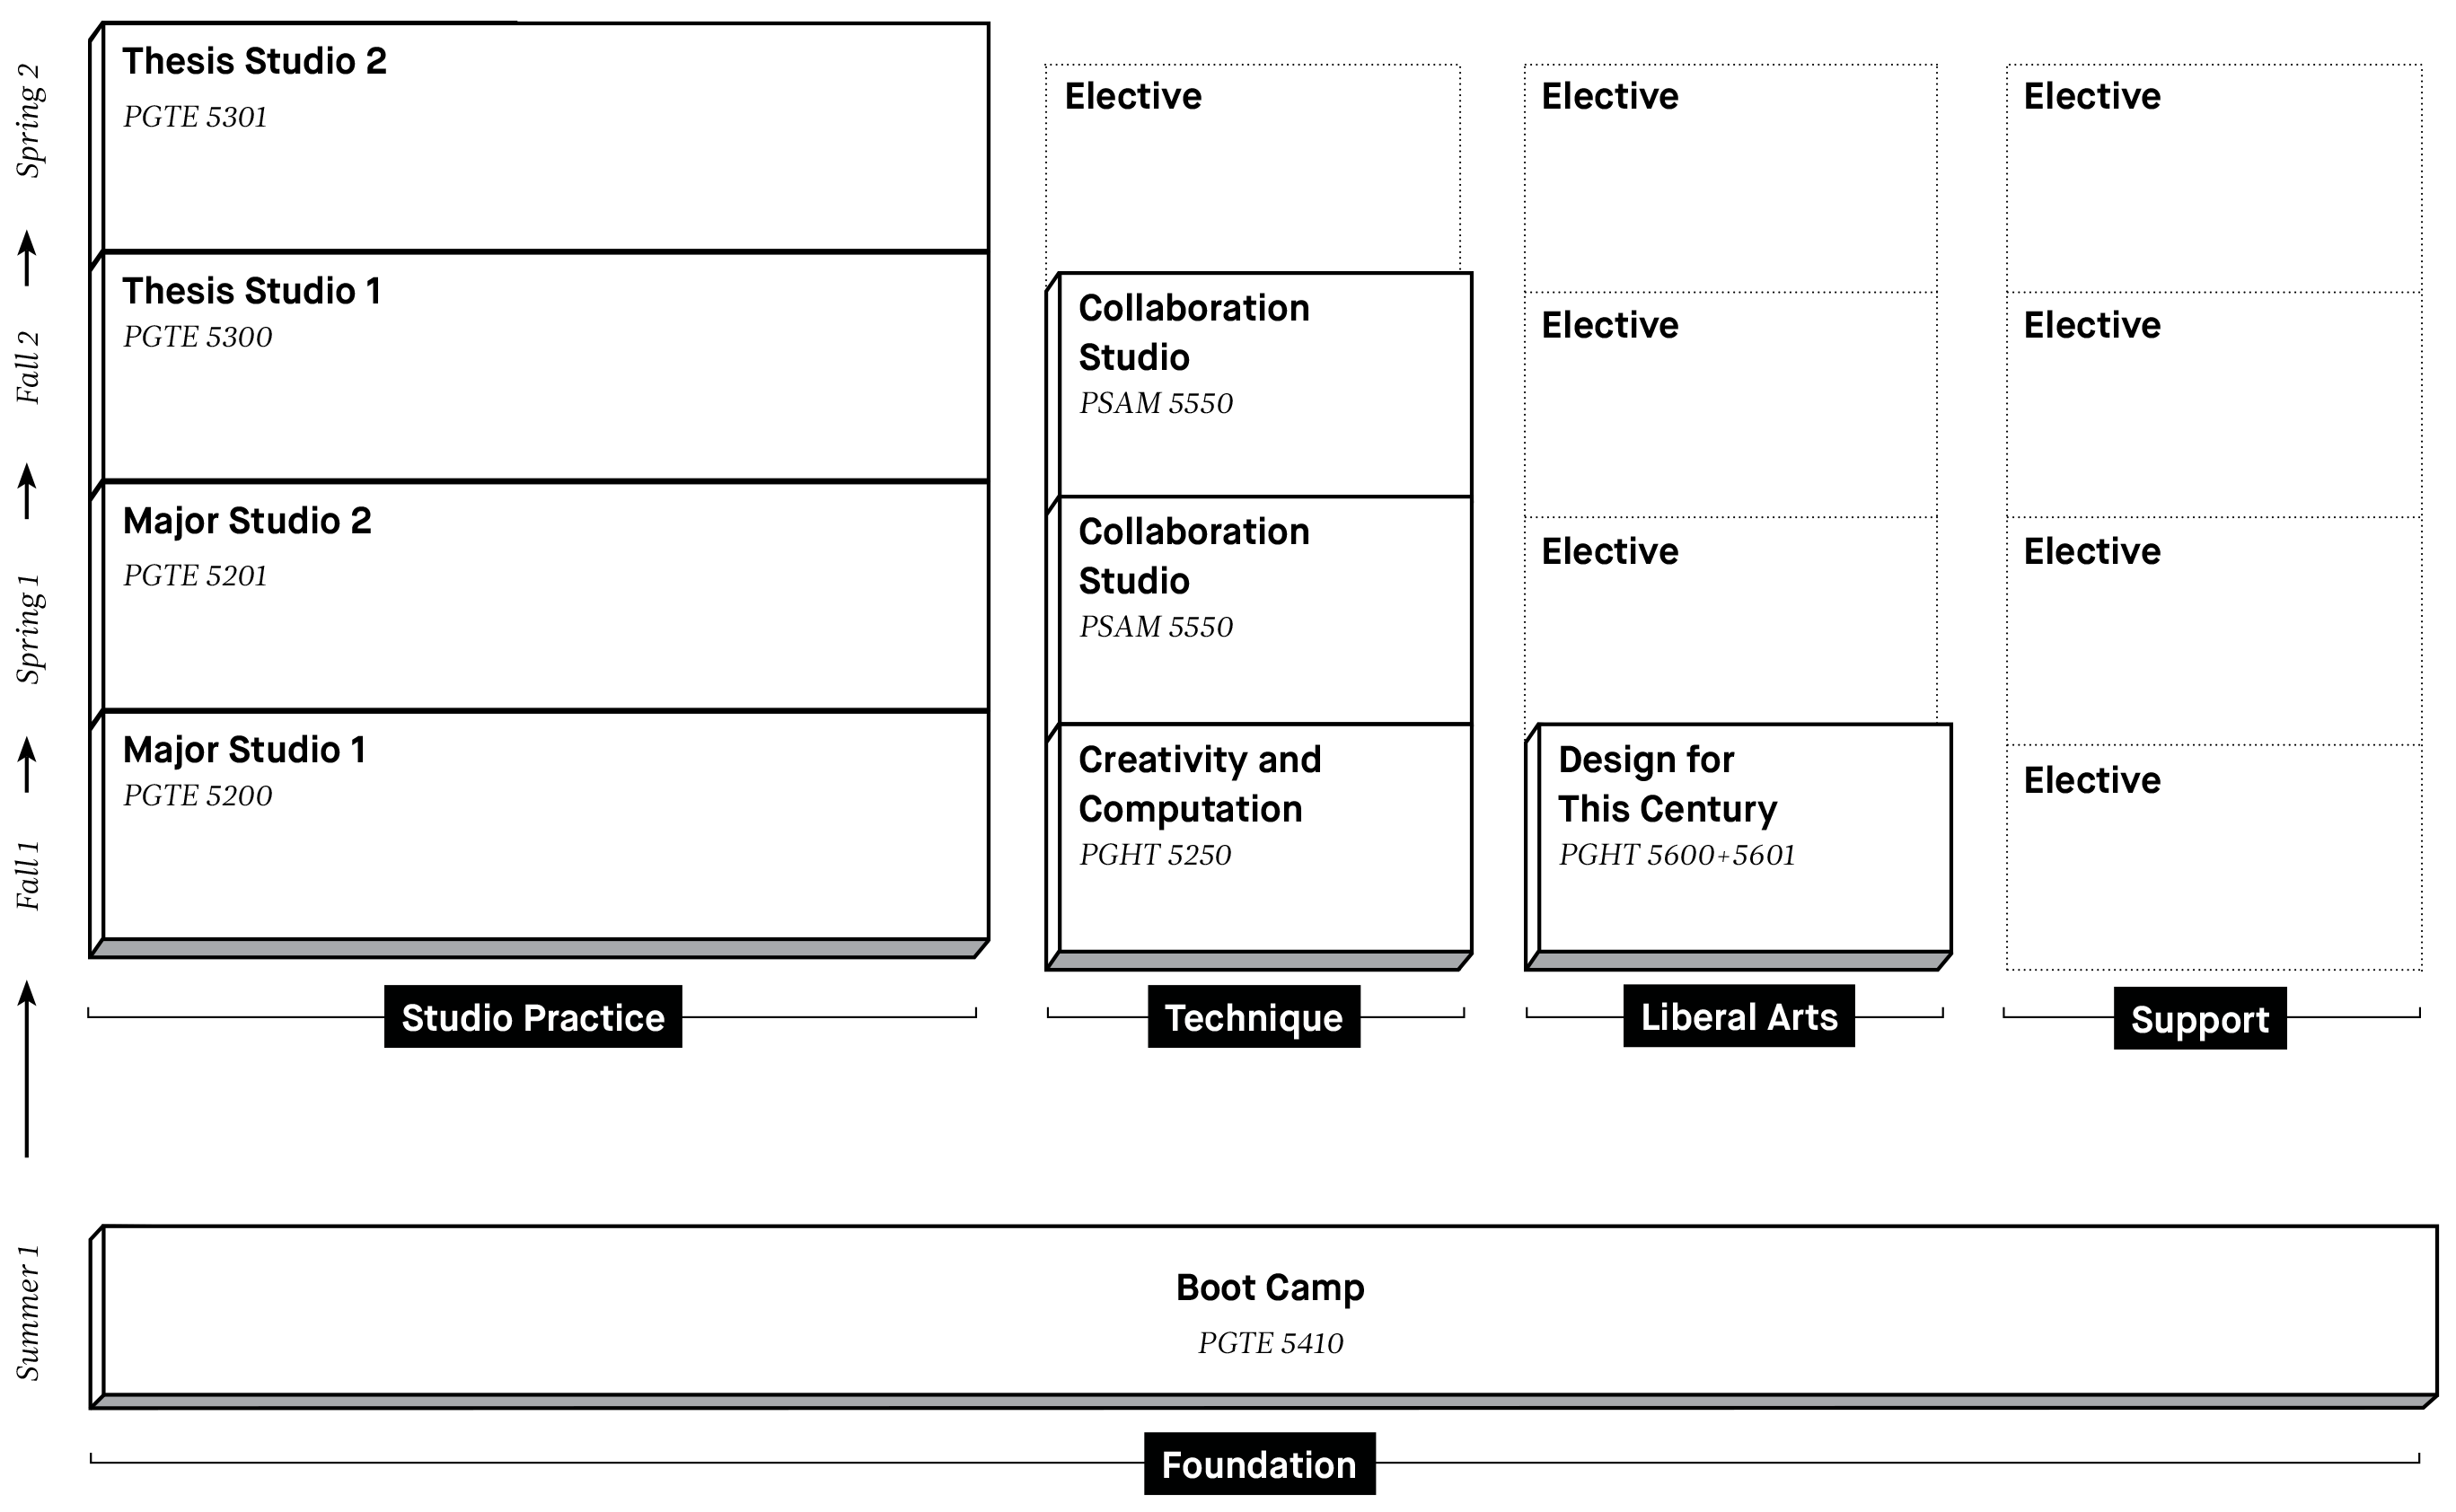 Spring 2
Thesis Studio 2
PGTE 5301
Elective
Elective
Elective
Fall 2
Thesis Studio 1
PGTE 5300
Collaboration
Studio
PSAM 5550
Elective
Elective
Spring 1
Major Studio 2
PGTE 5201
Collaboration
Studio
PSAM 5550
Elective
Elective
Fall 1
Major Studio 1
PGTE 5200
Creativity and
Computation
PGHT 5250
Design for
This Century
PGHT 5600+5601
Elective
Studio Practice
Technique
Liberal Arts
Support
Summer 1
Boot Camp
PGTE 5410
Foundation